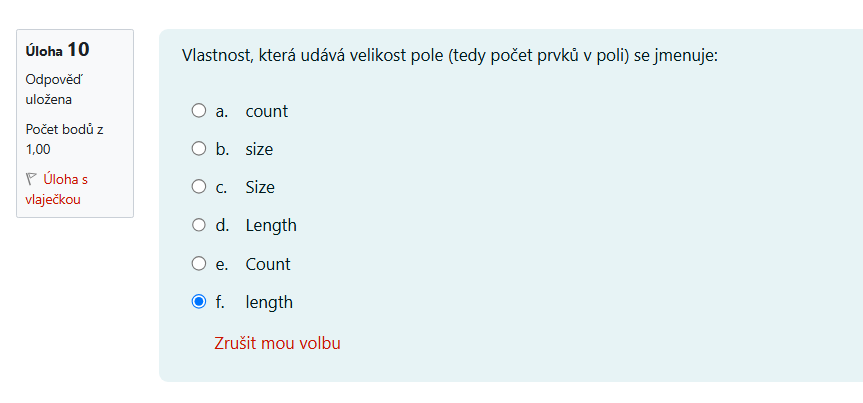 Úloha 10
Odpověď
uložena
Počet bodů z
1,00
Úloha s
vlaječkou
Vlastnost, která udává velikost pole (tedy počet prvků v poli) se jmenuje:
a. count
b. size
c. Size
d. Length
e. Count
f. length
Zrušit mou volbu